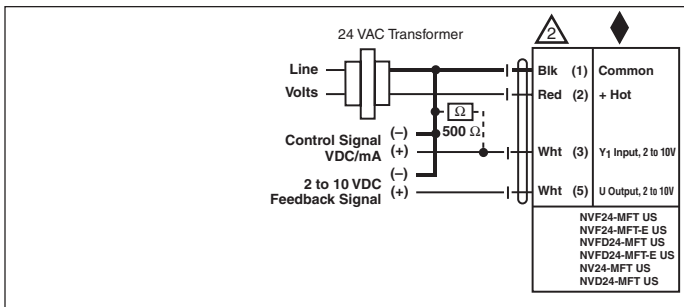 24 VAC Transformer
2
Line
Volts
Blk (1) Common
Red (2) + Hot
Ω
500 Ω
Control Signal (–)
VDC/mA (+)
Wht (3) Y1 Input, 2 to 10V
2 to 10 VDC (–)
Feedback Signal (+)
Wht (5) U Output, 2 to 10V
NVF24-MFT US
NVF24-MFT-E US
NVFD24-MFT US
NVFD24-MFT-E US
NV24-MFT US
NVD24-MFT US